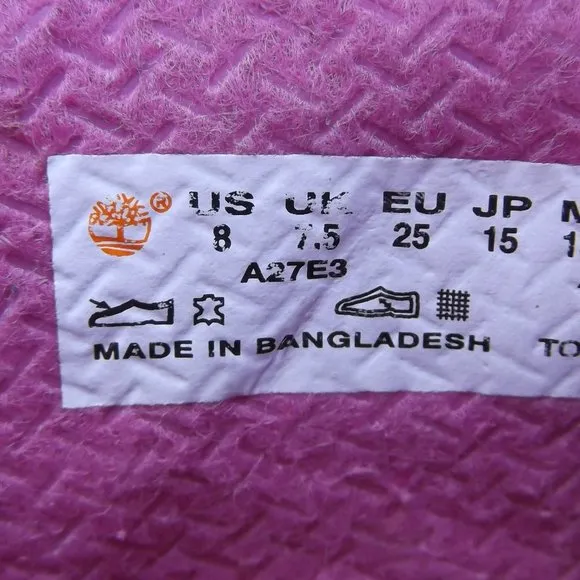 ® US UK EU JP
8 7.5 25 15
A27E3
MADE IN BANGLADESH